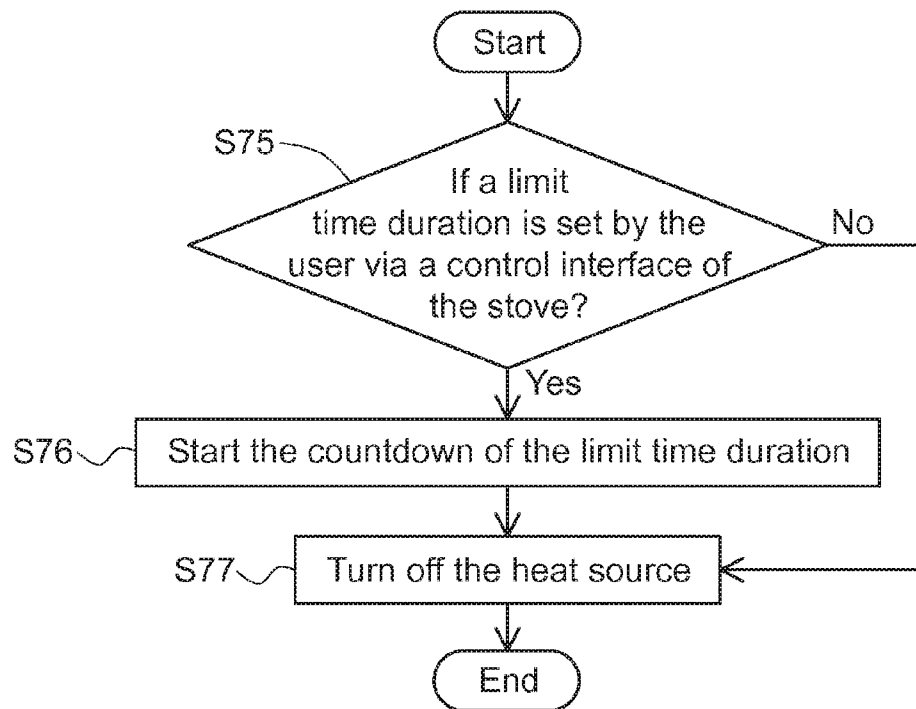 Start
S75
If a limit
time duration is set by the
user via a control interface of
the stove?
No
Yes
S76
Start the countdown of the limit time duration
S77
Turn off the heat source
End